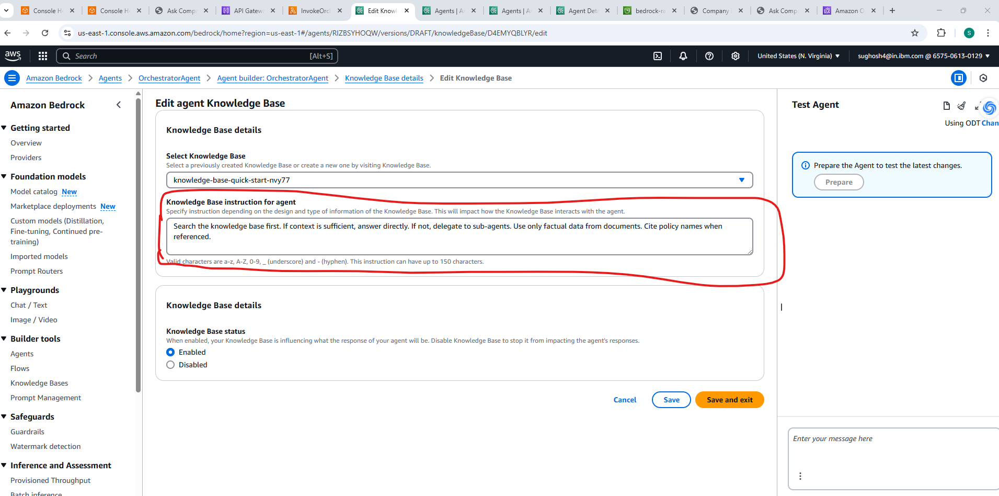 Console H
Console H
Ask Comp
API Gatew
InvokeOrc
Edit Know
Agents | A
Agents | A
Agent Det
bedrock-ra
Company
Ask Comp
Amazon O
us-east-1.console.aws.amazon.com/bedrock/home?region=us-east-1#/agents/RIZBSYHOQW/versions/DRAFT/knowledgeBase/D4EMYQBLYR/edit
S
aws
Search
[Alt+S]
United States (N. Virginia)
sughosh4@in.ibm.com @ 6575-0613-0129
Amazon Bedrock
Agents
OrchestratorAgent
Agent builder: OrchestratorAgent
Knowledge Base details
Edit Knowledge Base
Amazon Bedrock
Getting started
Overview
Providers
Foundation models
Model catalog New
Marketplace deployments New
Custom models (Distillation,
Fine-tuning, Continued pre-
training)
Imported models
Prompt Routers
Playgrounds
Chat / Text
Image / Video
Builder tools
Agents
Flows
Knowledge Bases
Prompt Management
Safeguards
Guardrails
Watermark detection
Inference and Assessment
Provisioned Throughput
Batch inference
Edit agent Knowledge Base
Knowledge Base details
Select Knowledge Base
Select a previously created Knowledge Base or create a new one by visiting Knowledge Base.
knowledge-base-quick-start-nvy77
Knowledge Base instruction for agent
Specify instruction depending on the design and type of information of the Knowledge Base. This will impact how the Knowledge Base interacts with the agent.
Search the knowledge base first. If context is sufficient, answer directly. If not, delegate to sub-agents. Use only factual data from documents. Cite policy names when
referenced.
Valid characters are a-z, A-Z, 0-9, _ (underscore) and - (hyphen). This instruction can have up to 150 characters.
Knowledge Base details
Knowledge Base status
When enabled, your Knowledge Base is influencing what the response of your agent will be. Disable Knowledge Base to stop it from impacting the agent's responses.
Enabled
Disabled
Cancel
Save
Save and exit
Test Agent
Using ODT Chan
Prepare the Agent to test the latest changes.
Prepare
Enter your message here